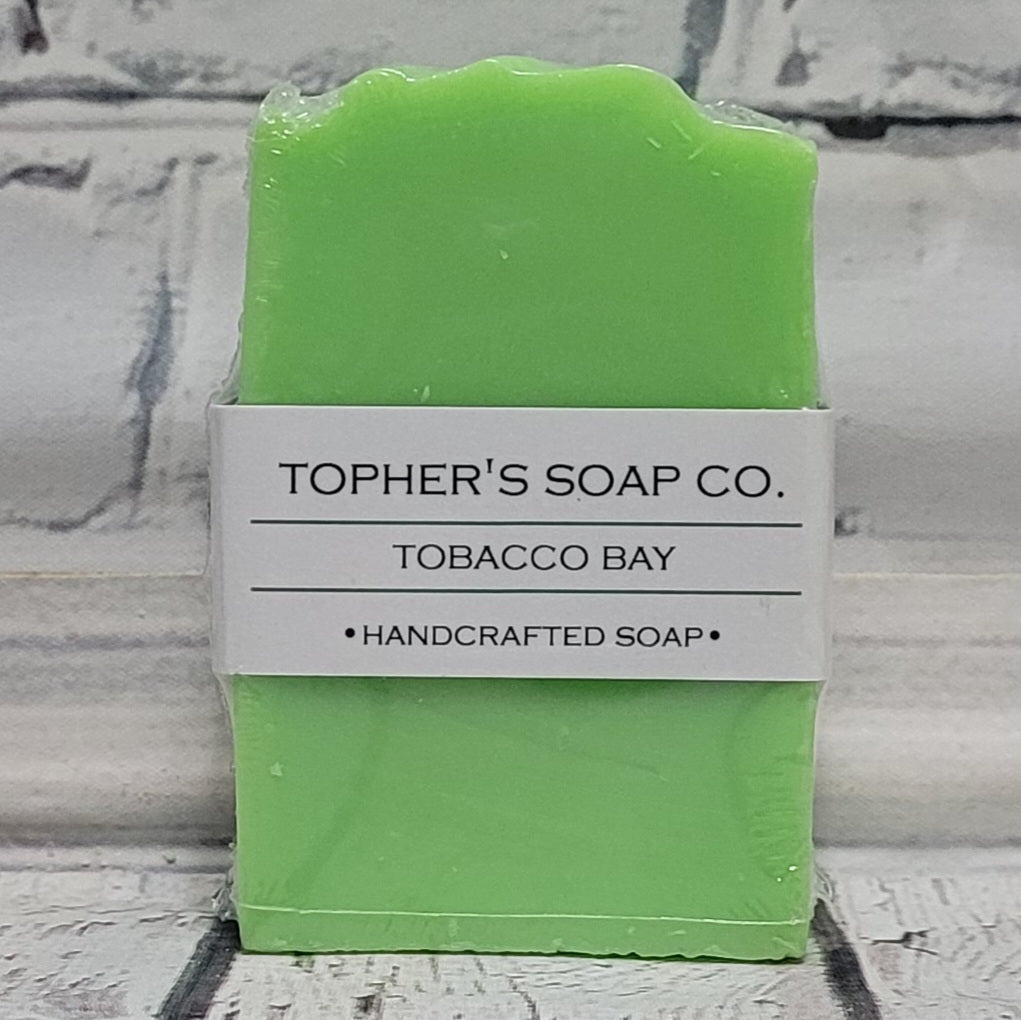 TOPHER'S SOAP CO.
TOBACCO BAY
•HANDCRAFTED SOAP•